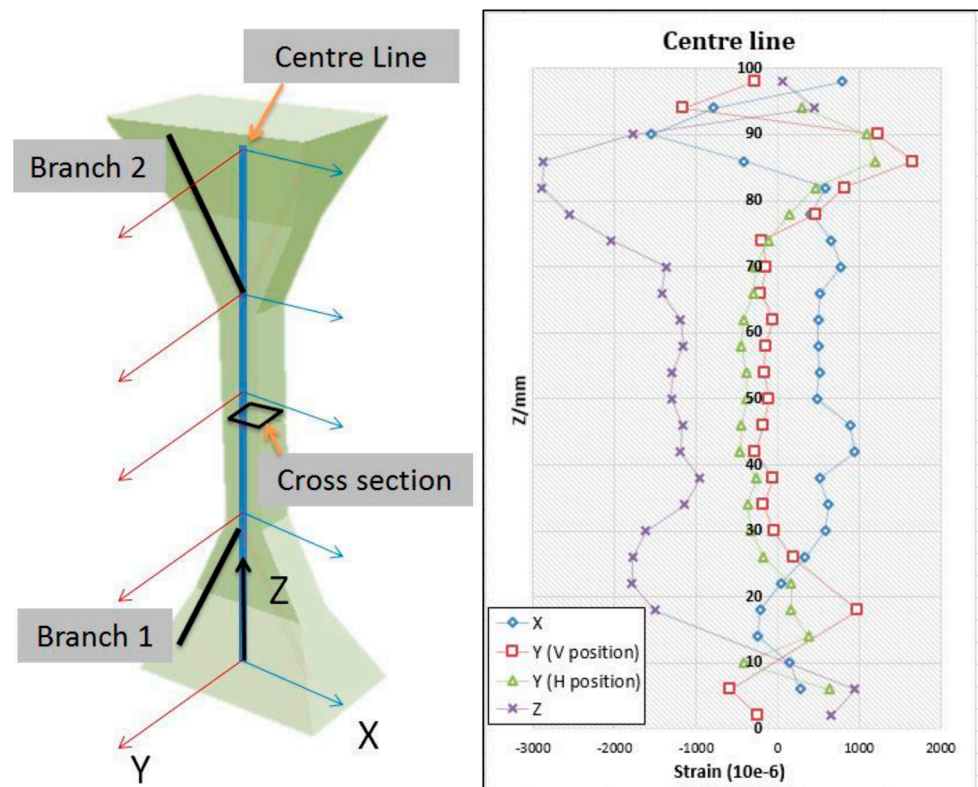 Centre Line
Branch 2
Cross section
Z
Branch 1
X
Y
Centre line
100
90
80
70
60
50
40
30
20
10
0
Z/mm
X
Y (V position)
Y (H position)
Z
-3000 -2000 -1000 0 1000 2000
Strain (10e-6)